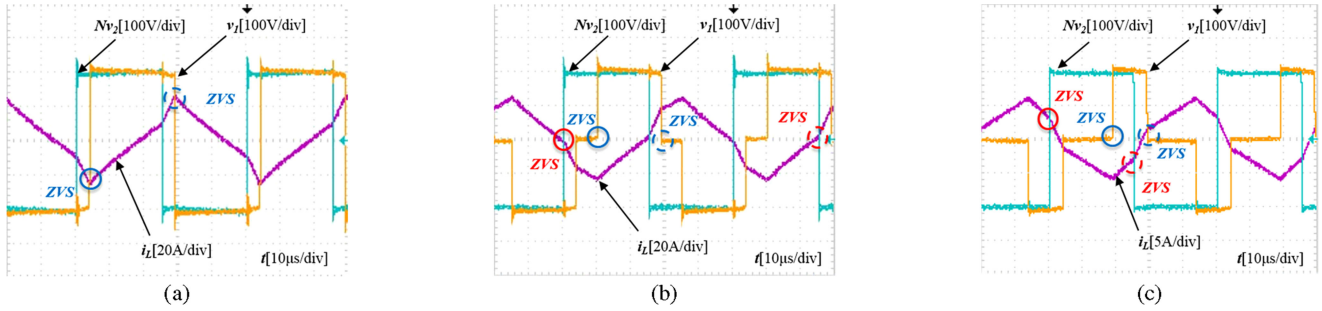 Nv2[100V/div] v1[100V/div]
ZVS
ZVS
iL[20A/div]
t[10μs/div]
(a)
Nv2[100V/div] v1[100V/div]
ZVS
ZVS
ZVS
ZVS
iL[20A/div]
t[10μs/div]
(b)
Nv2[100V/div] v1[100V/div]
ZVS
ZVS
ZVS
ZVS
iL[5A/div]
t[10μs/div]
(c)